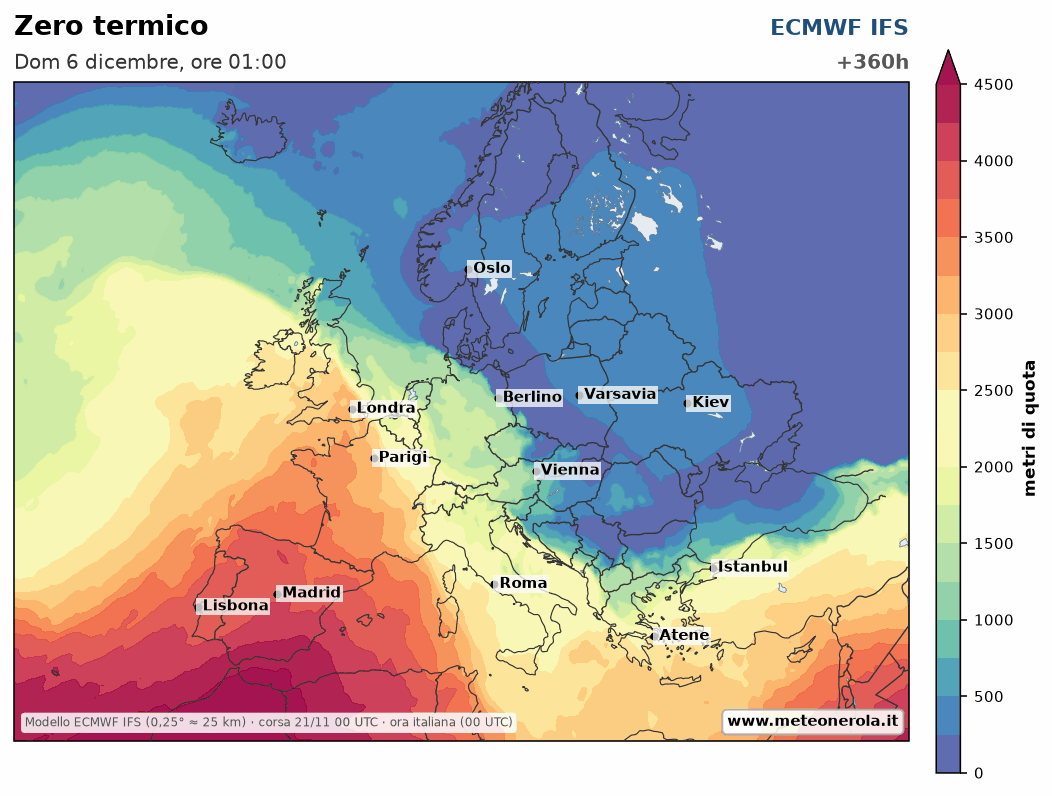 Zero termico
ECMWF IFS
Dom 6 dicembre, ore 01:00
+360h
Oslo
Berlino
Varsavia
Kiev
Londra
Parigi
Vienna
Istanbul
Roma
Madrid
Lisbona
Atene
Modello ECMWF IFS (0,25° ≈ 25 km) · corsa 21/11 00 UTC · ora italiana (00 UTC)
www.meteonerola.it
4500
4000
3500
3000
2500
2000
1500
1000
500
0
metri di quota